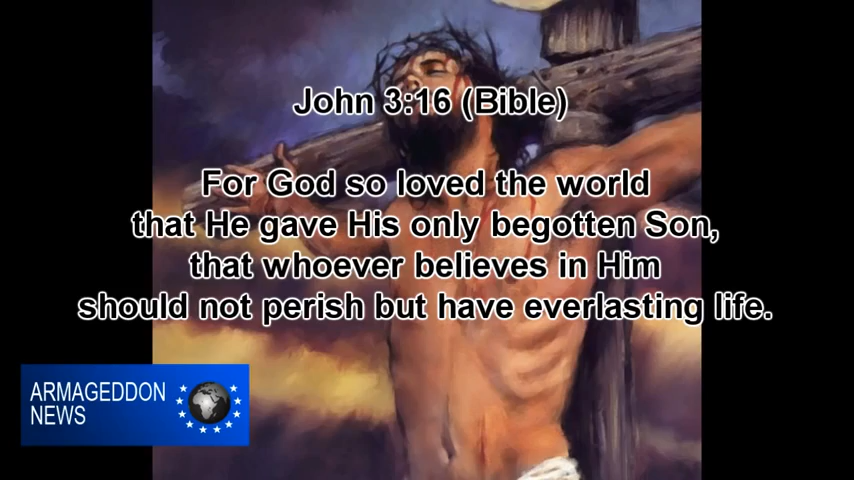 John 3:16 (Bible)
For God so loved the world
that He gave His only begotten Son,
that whoever believes in Him
should not perish but have everlasting life.
ARMAGEDDON
NEWS